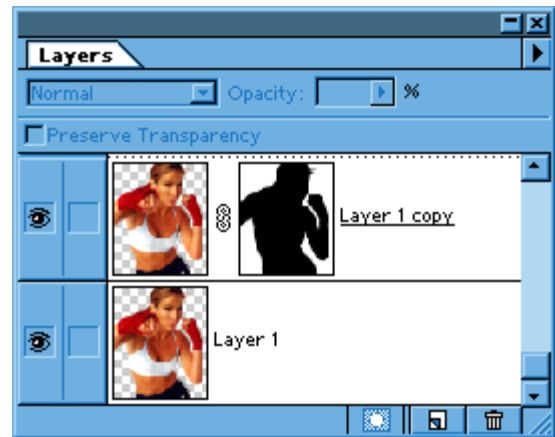 Layers
Normal Opacity: %
Preserve Transparency
Layer 1 copy
Layer 1